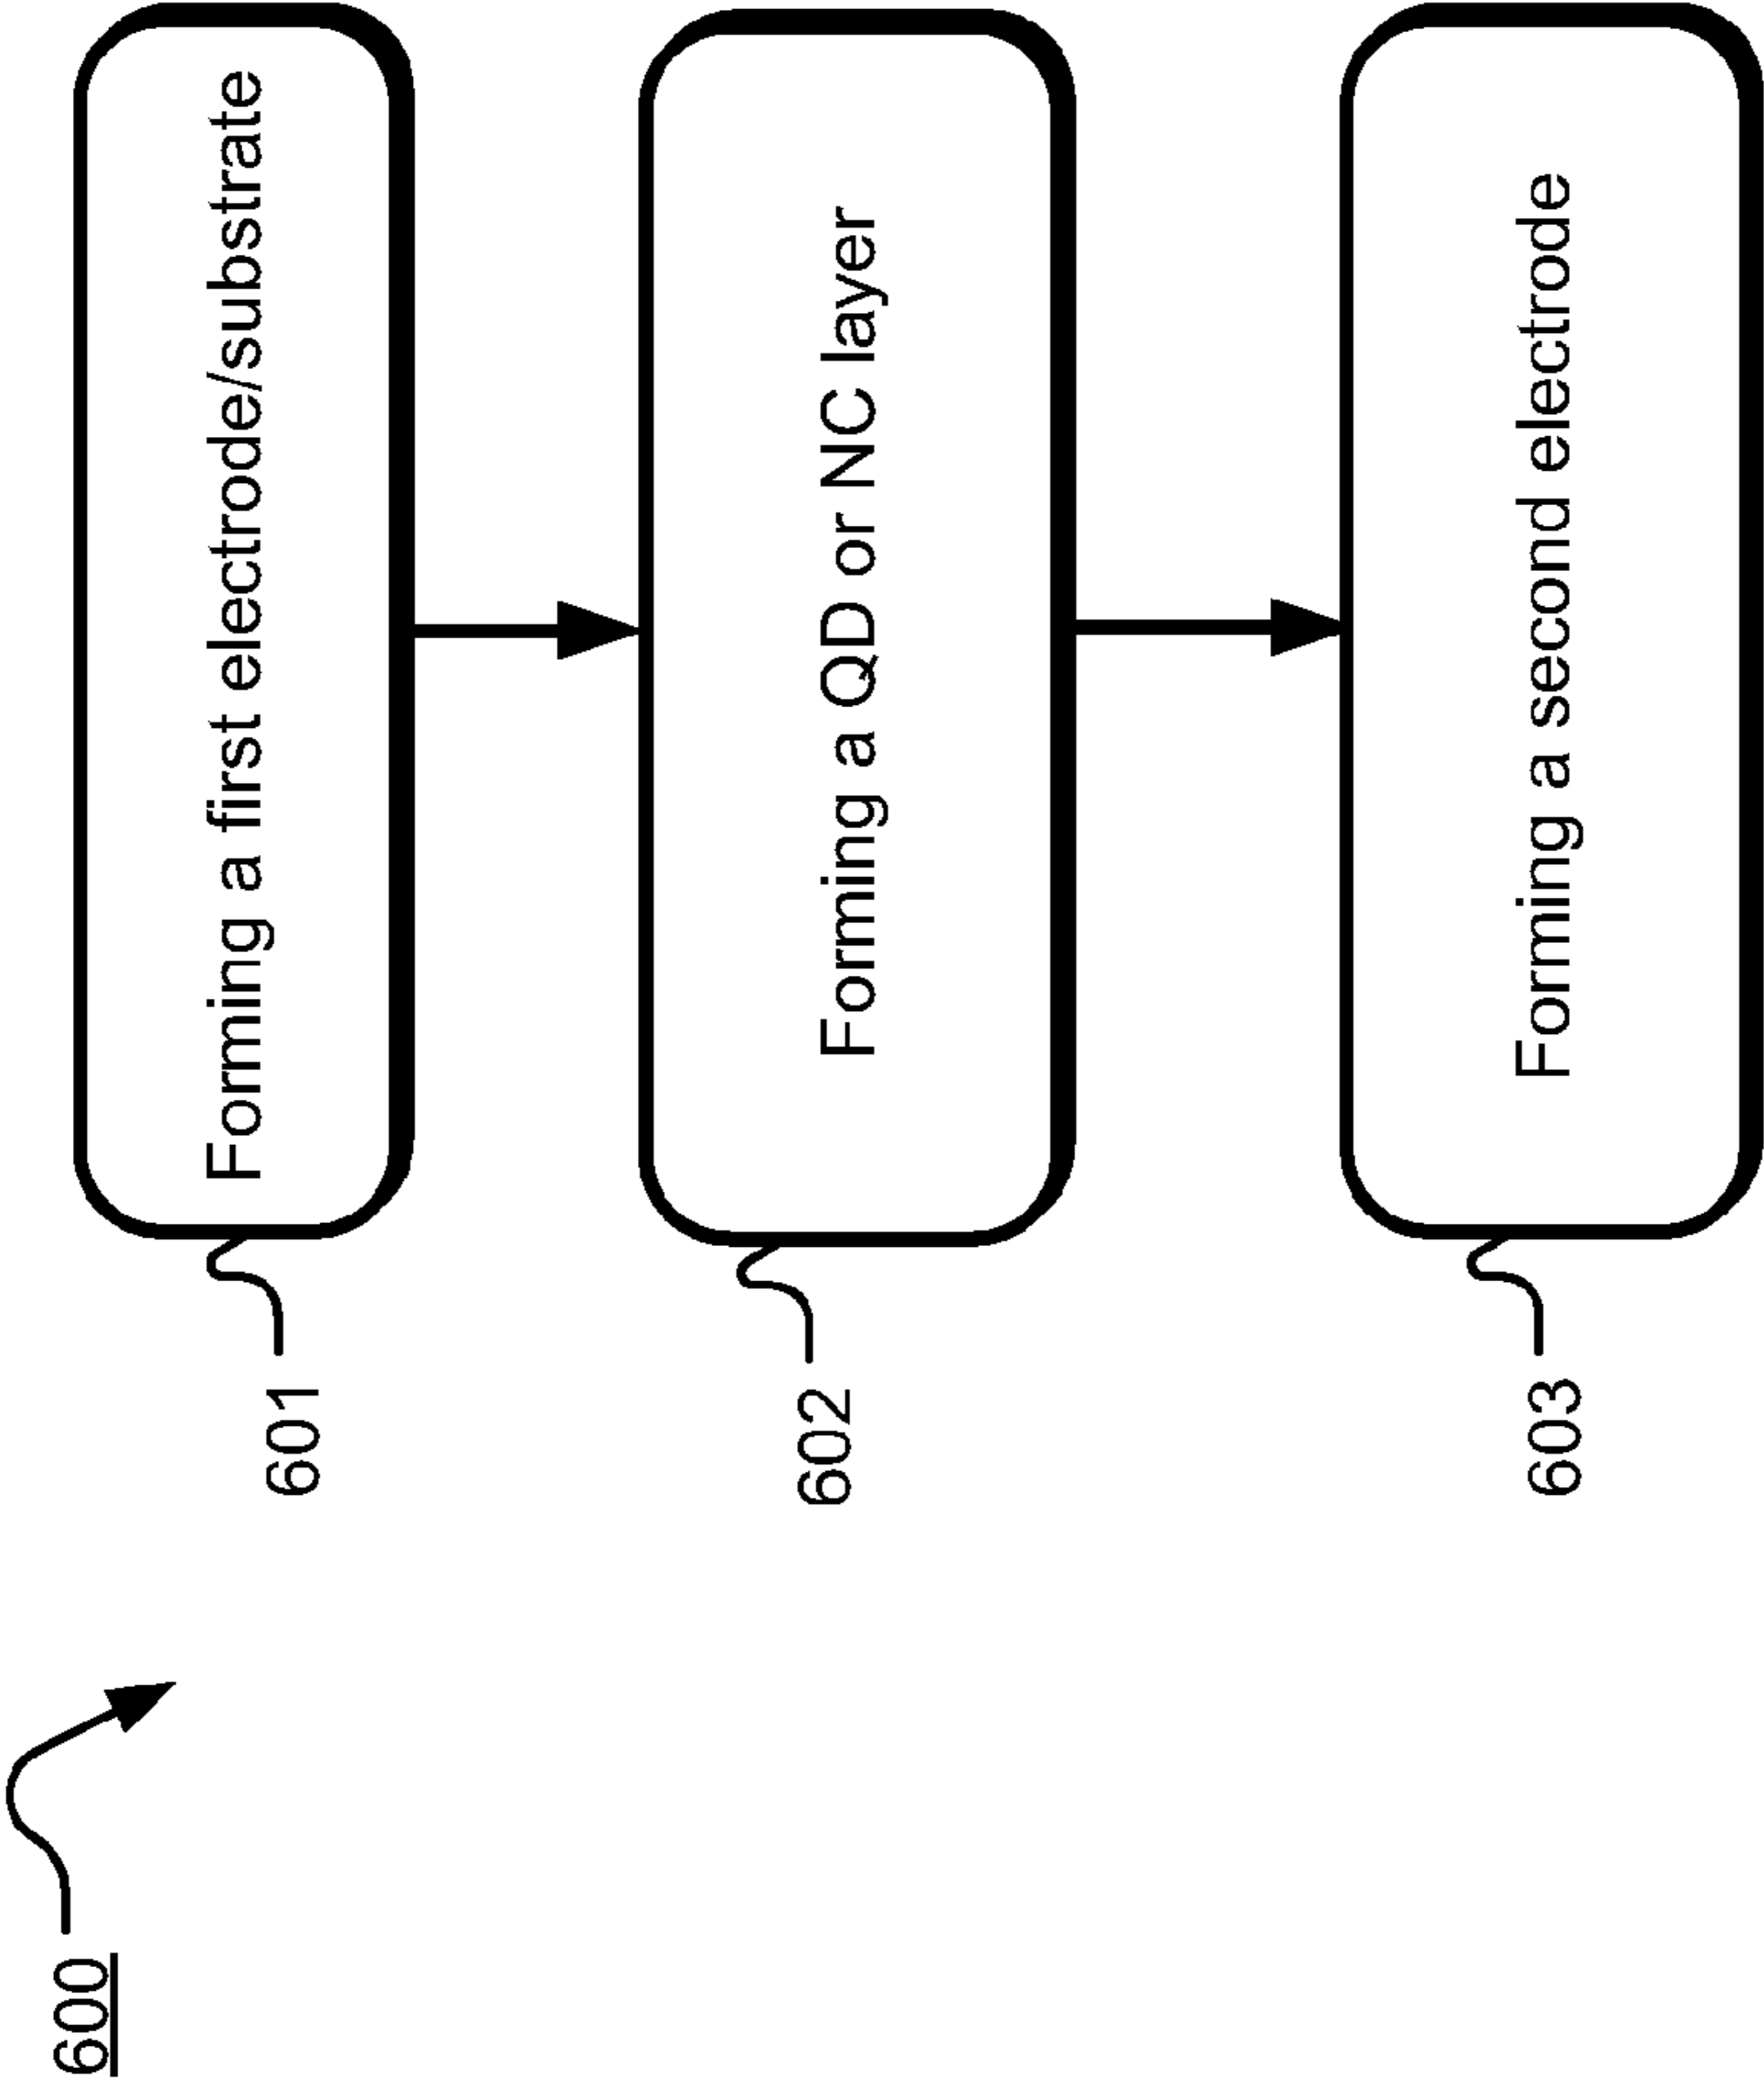 600
601
Forming a first electrode/substrate
602
Forming a QD or NC layer
603
Forming a second electrode